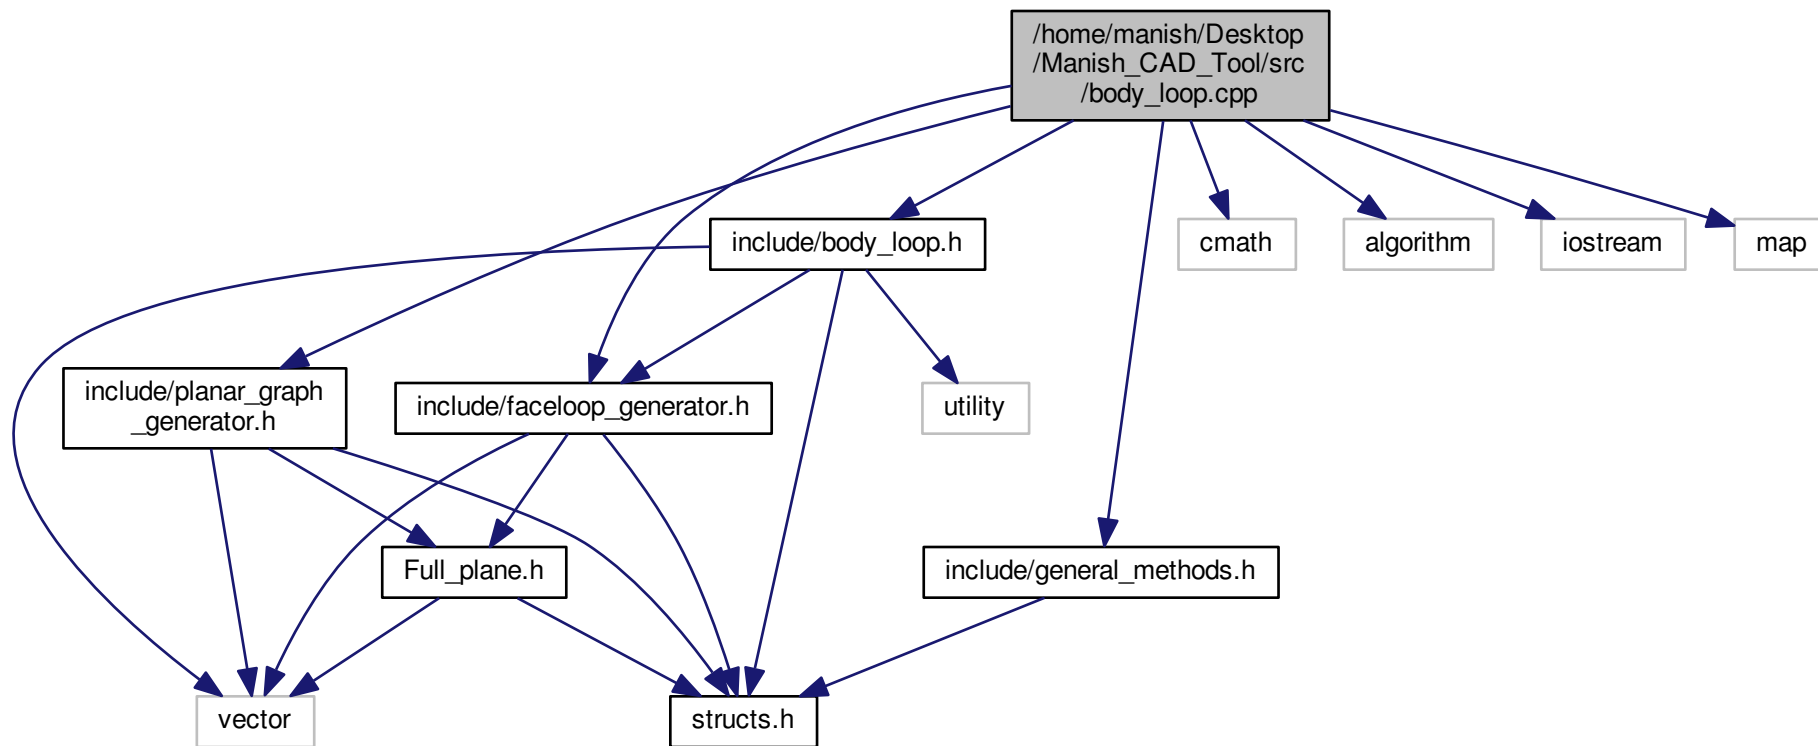 /home/manish/Desktop
/Manish_CAD_Tool/src
/body_loop.cpp
include/body_loop.h
cmath
algorithm
iostream
map
include/planar_graph
_generator.h
include/faceloop_generator.h
utility
Full_plane.h
include/general_methods.h
vector
structs.h